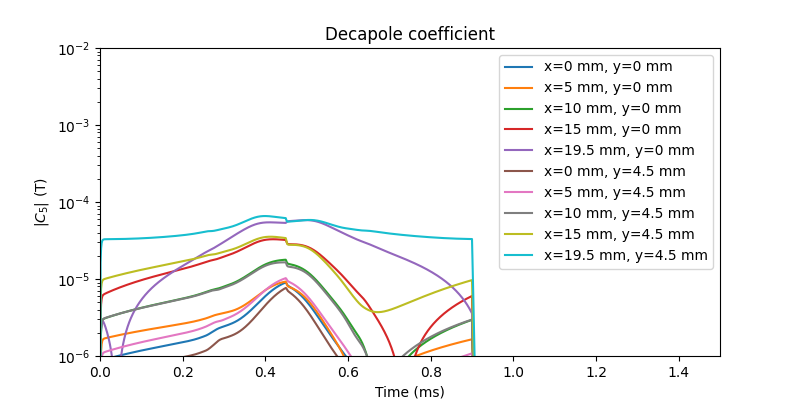 Decapole coefficient
|C₅| (T)
10⁻²
10⁻³
10⁻⁴
10⁻⁵
10⁻⁶
x=0 mm, y=0 mm
x=5 mm, y=0 mm
x=10 mm, y=0 mm
x=15 mm, y=0 mm
x=19.5 mm, y=0 mm
x=0 mm, y=4.5 mm
x=5 mm, y=4.5 mm
x=10 mm, y=4.5 mm
x=15 mm, y=4.5 mm
x=19.5 mm, y=4.5 mm
0.0 0.2 0.4 0.6 0.8 1.0 1.2 1.4
Time (ms)